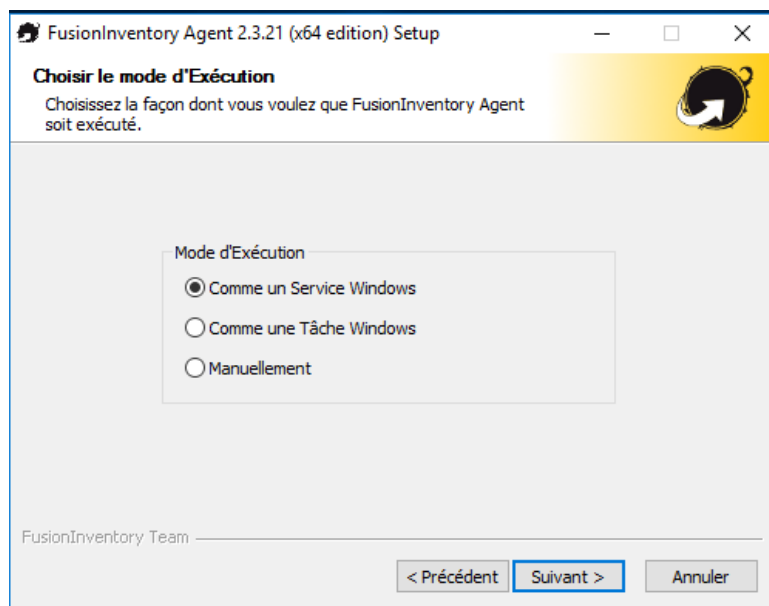 FusionInventory Agent 2.3.21 (x64 edition) Setup
Choisir le mode d'Exécution
Choisissez la façon dont vous voulez que FusionInventory Agent
soit exécuté.
Mode d'Exécution
Comme un Service Windows
Comme une Tâche Windows
Manuellement
FusionInventory Team
< Précédent
Suivant >
Annuler